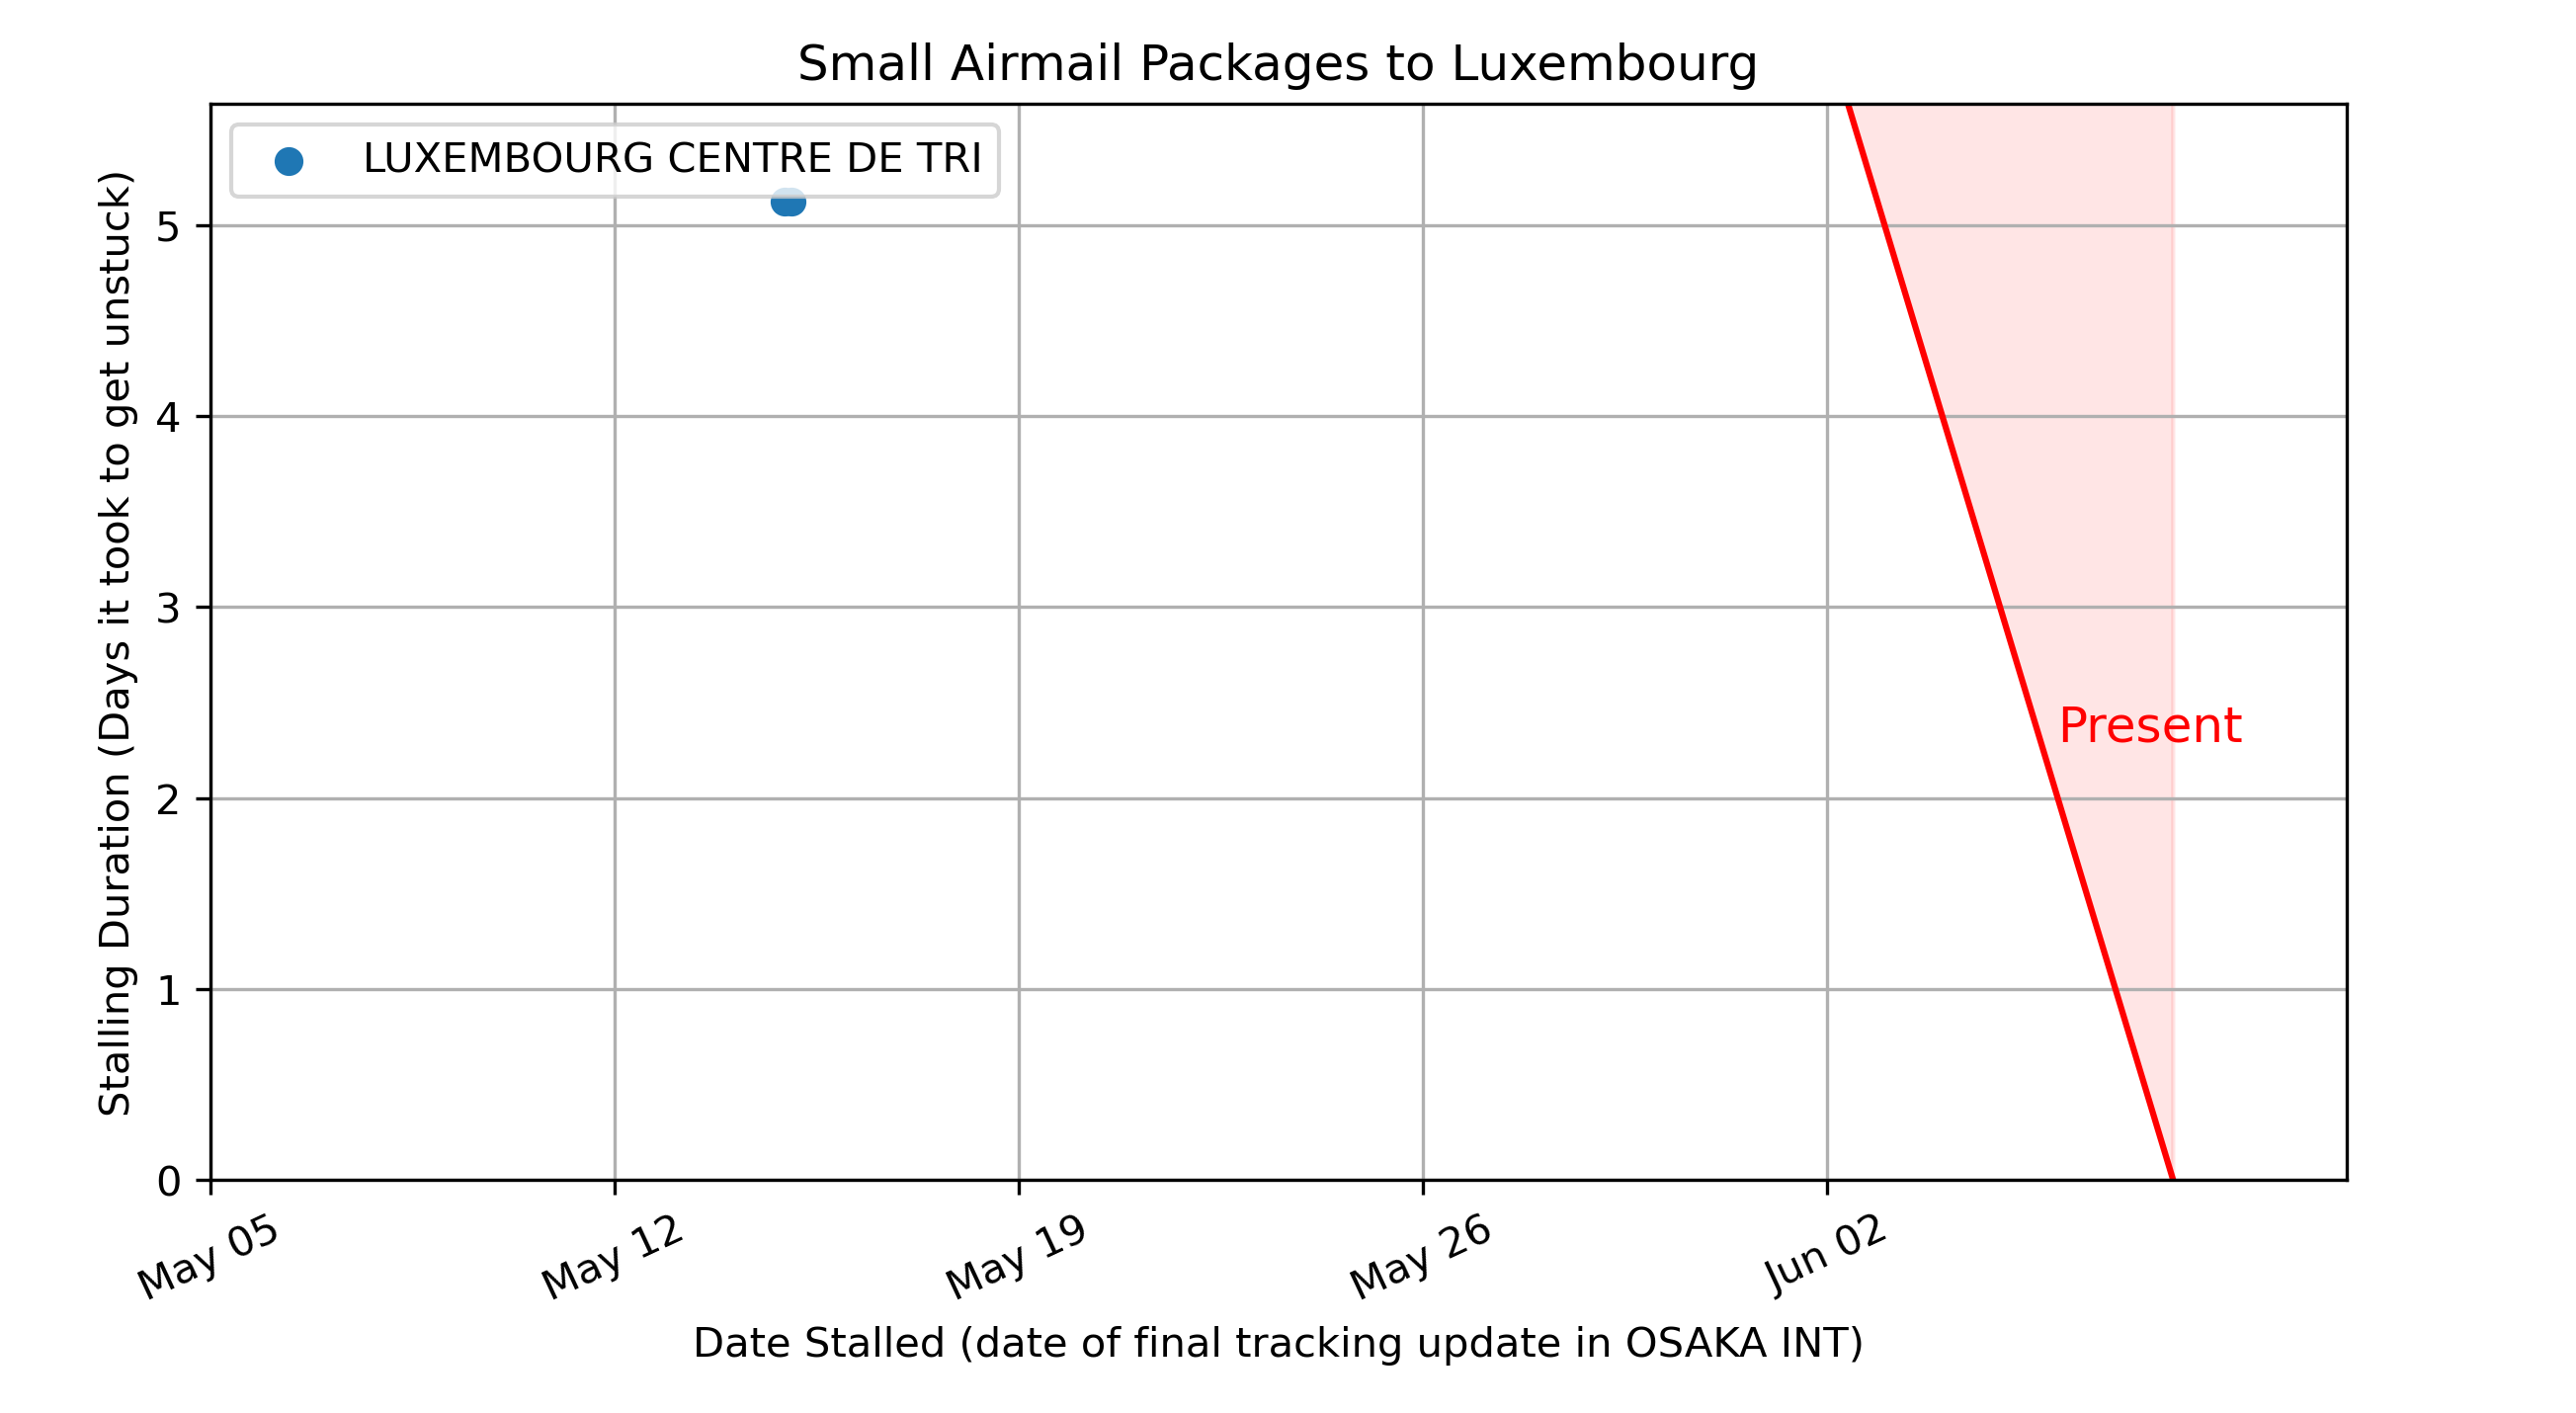 Small Airmail Packages to Luxembourg
LUXEMBOURG CENTRE DE TRI
Stalling Duration (Days it took to get unstuck)
5
4
3
2
1
0
Present
May 05
May 12
May 19
May 26
Jun 02
Date Stalled (date of final tracking update in OSAKA INT)